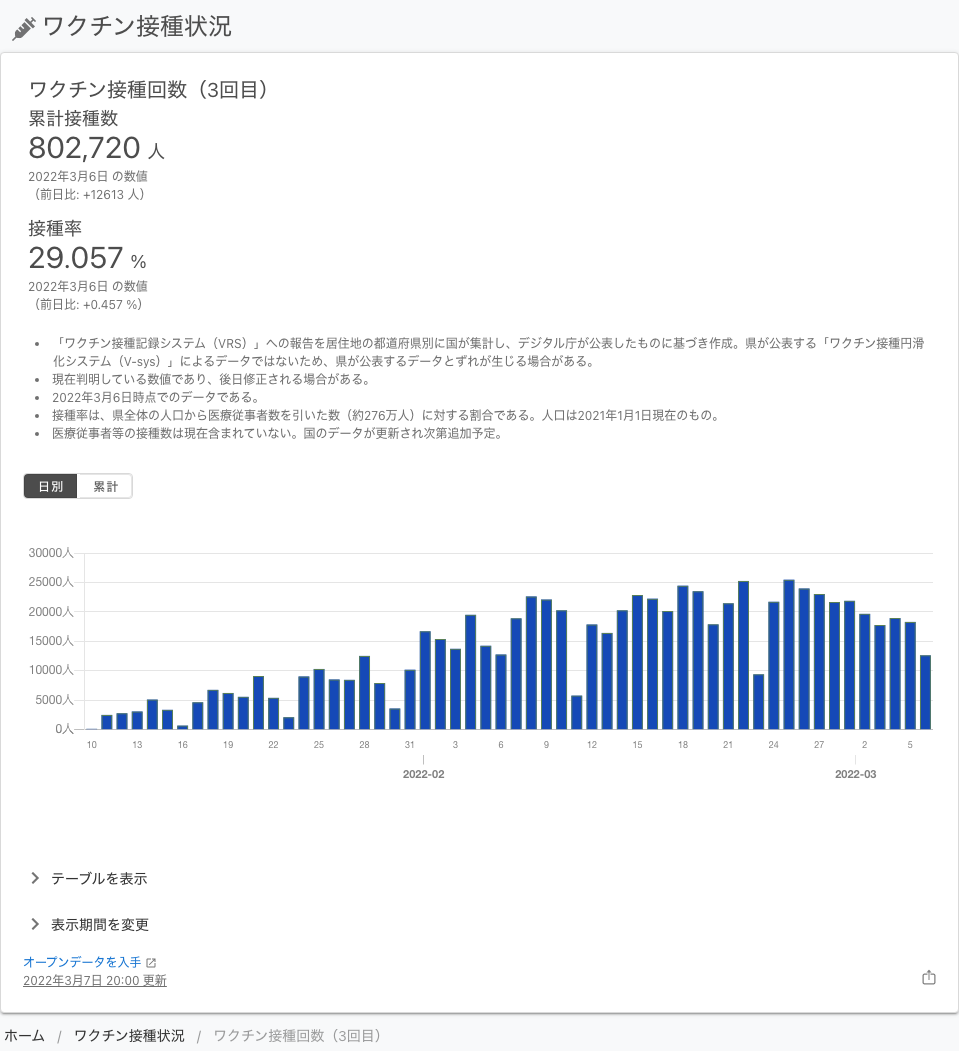 ワクチン接種状況
ワクチン接種回数（3回目）
累計接種数
802,720 人
2022年3月6日 の数値
（前日比: +12613 人）
接種率
29.057 %
2022年3月6日 の数値
（前日比: +0.457 %）
• 「ワクチン接種記録システム（VRS）」への報告を居住地の都道府県別に国が集計し、デジタル庁が公表したものに基づき作成。県が公表する「ワクチン接種円滑
化システム（V-sys）」によるデータではないため、県が公表するデータとずれが生じる場合がある。
• 現在判明している数値であり、後日修正される場合がある。
• 2022年3月6日時点でのデータである。
• 接種率は、県全体の人口から医療従事者数を引いた数（約276万人）に対する割合である。人口は2021年1月1日現在のもの。
• 医療従事者等の接種数は現在含まれていない。国のデータが更新され次第追加予定。
日別 累計
30000人
25000人
20000人
15000人
10000人
5000人
0人
10 13 16 19 22 25 28 31 3 6 9 12 15 18 21 24 27 2 5
2022-02 2022-03
テーブルを表示
表示期間を変更
オープンデータを入手
2022年3月7日 20:00 更新
ホーム / ワクチン接種状況 / ワクチン接種回数（3回目）